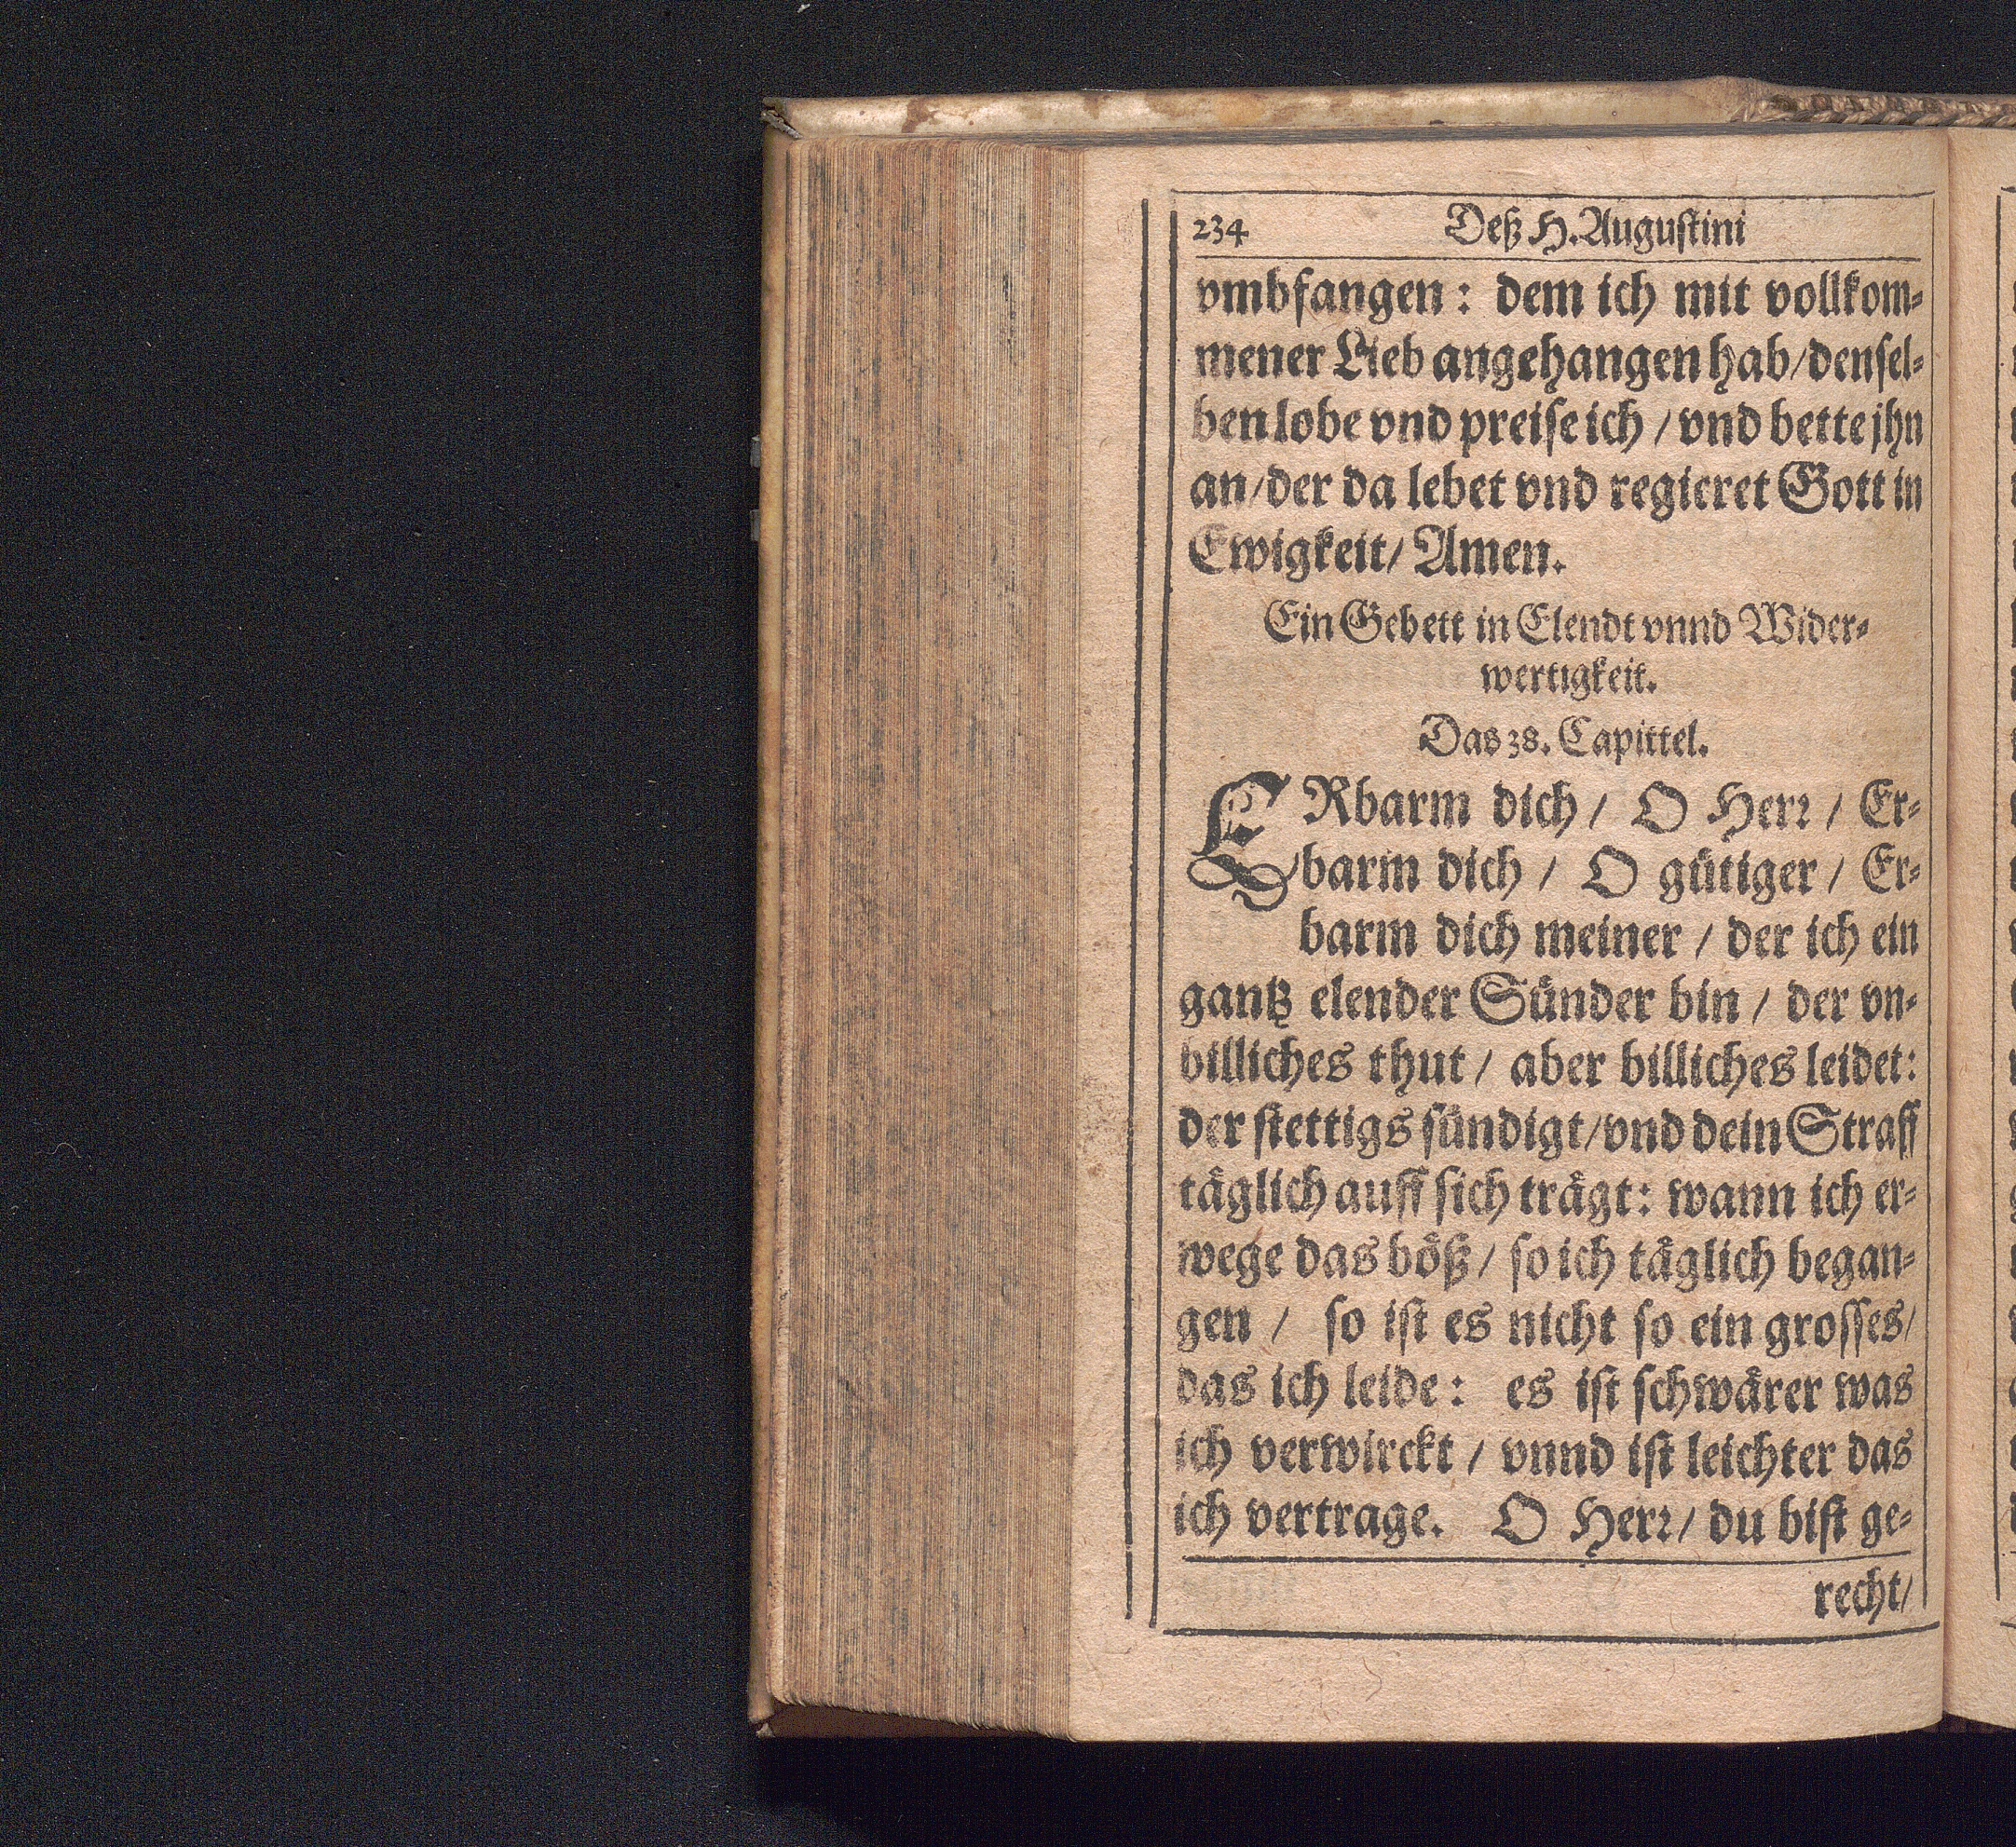 234 Deß H. Augustini
vmbfangen: dem ich mit vollkom⸗
mener Lieb angehangen hab/densel⸗
ben lobe vnd preise ich / vnd bette jhn
an/der da lebet vnd regieret Gott in
Ewigkeit/ Amen.
Ein Gebett in Elendt vnnd Wider⸗
wertigkeit.
Das 38. Capittel.
ERbarm dich/ O Herr / Er⸗
barm dich / O gütiger / Er⸗
barm dich meiner / der ich ein
gantz elender Sünder bin / der vn⸗
billiches thut / aber billiches leidet:
der stettigs sündigt/vnd dein Straff
täglich auff sich trägt: wann ich er⸗
wege das böß / so ich täglich began⸗
gen / so ist es nicht so ein grosses/
das ich leide: es ist schwärer was
ich verwirckt / vnnd ist leichter das
ich vertrage. O Herr/ du bist ge⸗
recht/